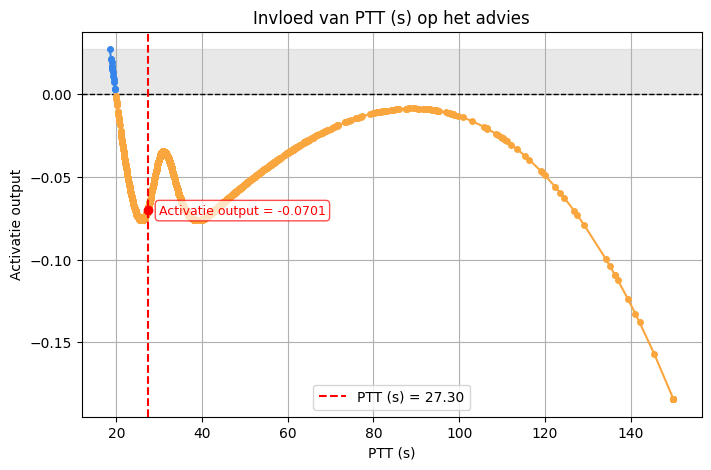 Invloed van PTT (s) op het advies
Activatie output
0.00
−0.05
−0.10
−0.15
Activatie output = -0.0701
PTT (s) = 27.30
20 40 60 80 100 120 140
PTT (s)